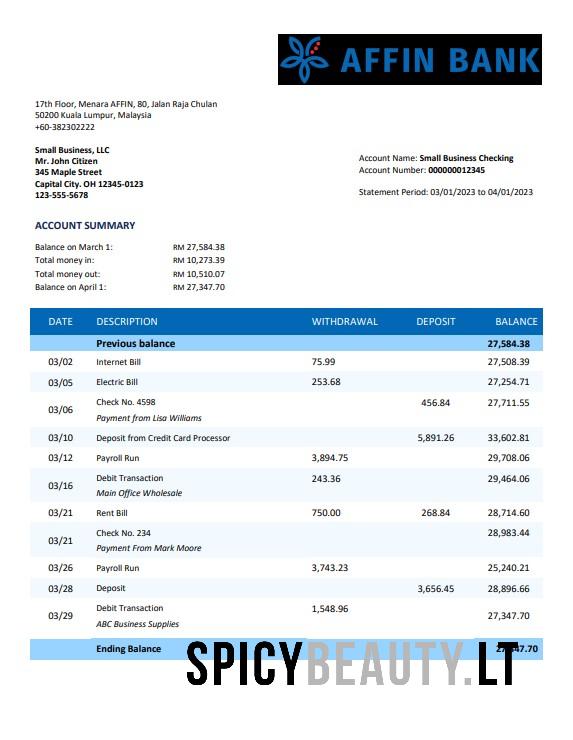 AFFIN BANK
17th Floor, Menara AFFIN, 80, Jalan Raja Chulan
50200 Kuala Lumpur, Malaysia
+60-382302222
Small Business, LLC
Mr. John Citizen
345 Maple Street
Capital City. OH 12345-0123
123-555-5678
Account Name: Small Business Checking
Account Number: 000000012345
Statement Period: 03/01/2023 to 04/01/2023
ACCOUNT SUMMARY
Balance on March 1: RM 27,584.38
Total money in: RM 10,273.39
Total money out: RM 10,510.07
Balance on April 1: RM 27,347.70
DATE DESCRIPTION WITHDRAWAL DEPOSIT BALANCE
Previous balance 27,584.38
03/02 Internet Bill 75.99 27,508.39
03/05 Electric Bill 253.68 27,254.71
03/06 Check No. 4598 456.84 27,711.55
Payment from Lisa Williams
03/10 Deposit from Credit Card Processor 5,891.26 33,602.81
03/12 Payroll Run 3,894.75 29,708.06
03/16 Debit Transaction 243.36 29,464.06
Main Office Wholesale
03/21 Rent Bill 750.00 268.84 28,714.60
03/21 Check No. 234 28,983.44
Payment From Mark Moore
03/26 Payroll Run 3,743.23 25,240.21
03/28 Deposit 3,656.45 28,896.66
03/29 Debit Transaction 1,548.96 27,347.70
ABC Business Supplies
Ending Balance
SPICYBEAUTY.LT